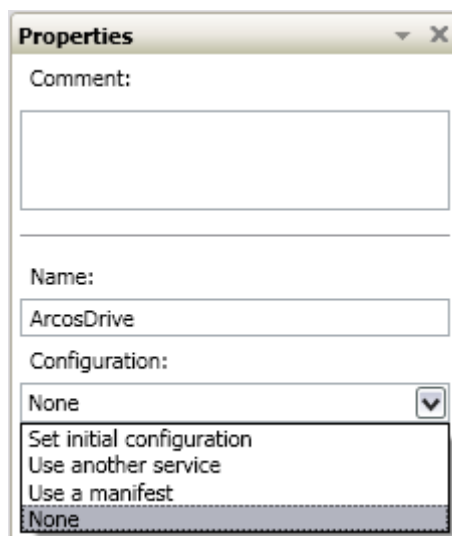 Properties
Comment:
Name:
ArcosDrive
Configuration:
None
Set initial configuration
Use another service
Use a manifest
None